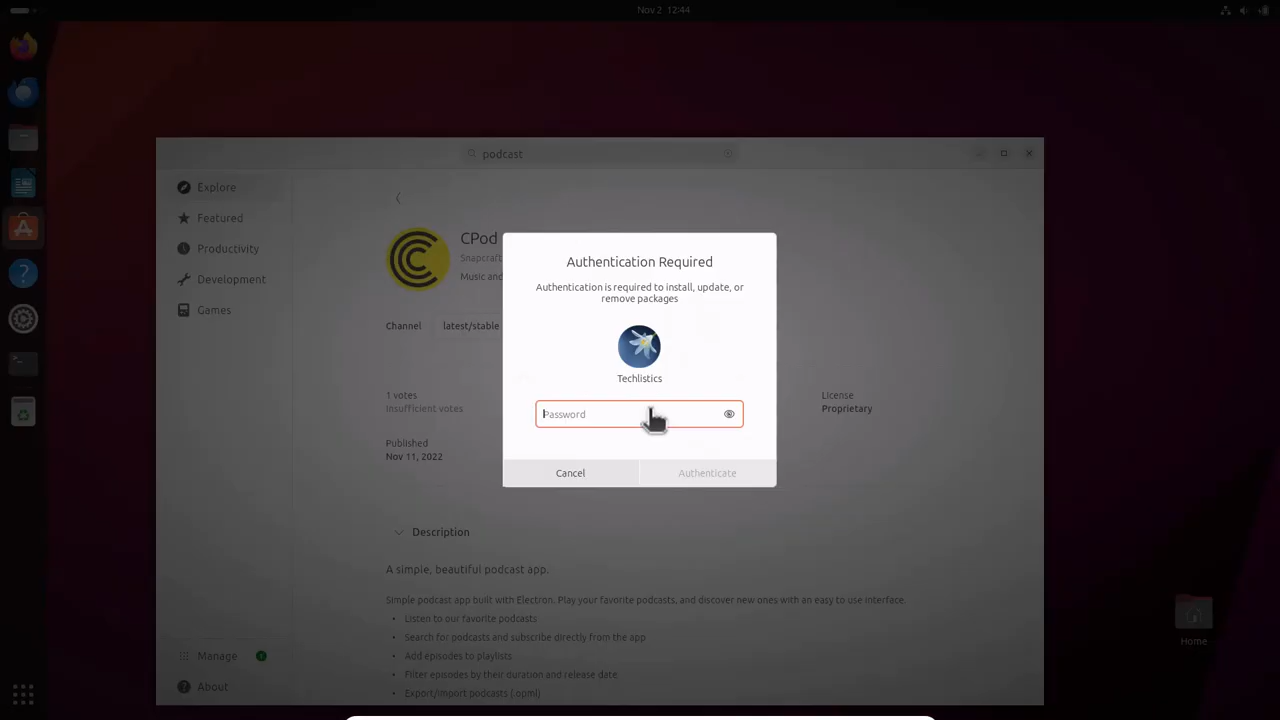 Nov 2 12:44
podcast
Explore
Featured
Productivity
Development
Games
Manage
About
CPod
Snapcraft
Music and
Channel
latest/stable
1 votes
Insufficient votes
Published
Nov 11, 2022
License
Proprietary
Authentication Required
Authentication is required to install, update, or
remove packages
Techlistics
Password
Cancel
Authenticate
Description
A simple, beautiful podcast app.
Simple podcast app built with Electron. Play your favorite podcasts, and discover new ones with an easy to use interface.
• Listen to our favorite podcasts
• Search for podcasts and subscribe directly from the app
• Add episodes to playlists
• Filter episodes by their duration and release date
• Export/import podcasts (.opml)
Home